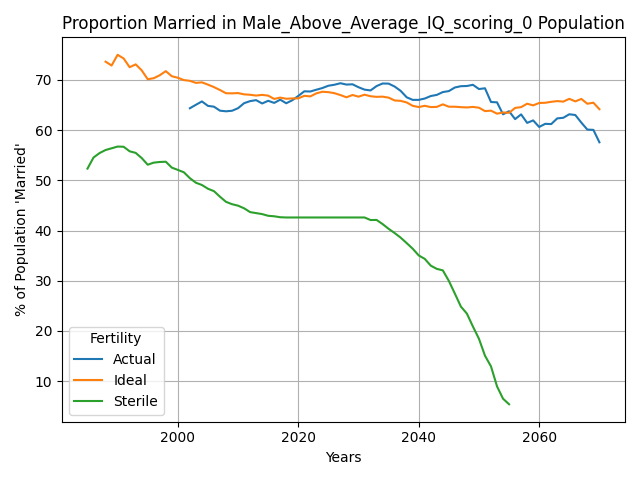 Proportion Married in Male_Above_Average_IQ_scoring_0 Population
% of Population 'Married'
70
60
50
40
30
20
10
Fertility
Actual
Ideal
Sterile
2000 2020 2040 2060
Years